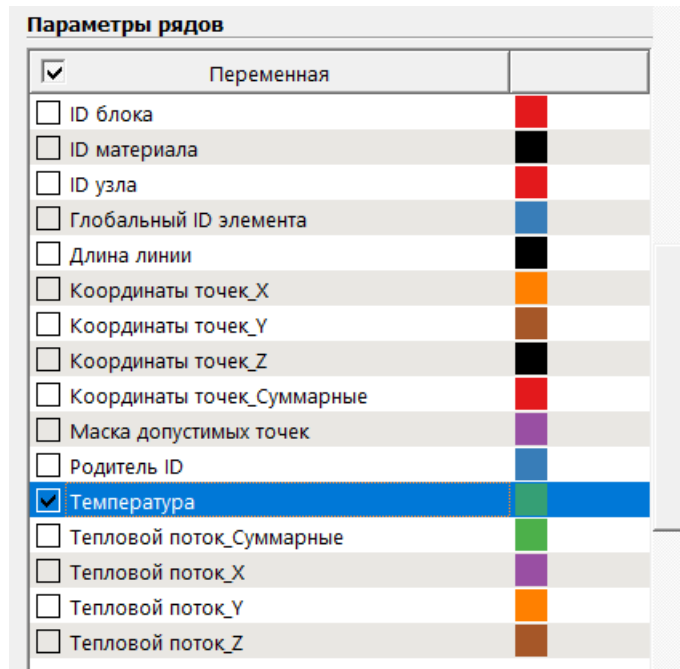 Параметры рядов
Переменная
ID блока
ID материала
ID узла
Глобальный ID элемента
Длина линии
Координаты точек_X
Координаты точек_Y
Координаты точек_Z
Координаты точек_Суммарные
Маска допустимых точек
Родитель ID
Температура
Тепловой поток_Суммарные
Тепловой поток_X
Тепловой поток_Y
Тепловой поток_Z